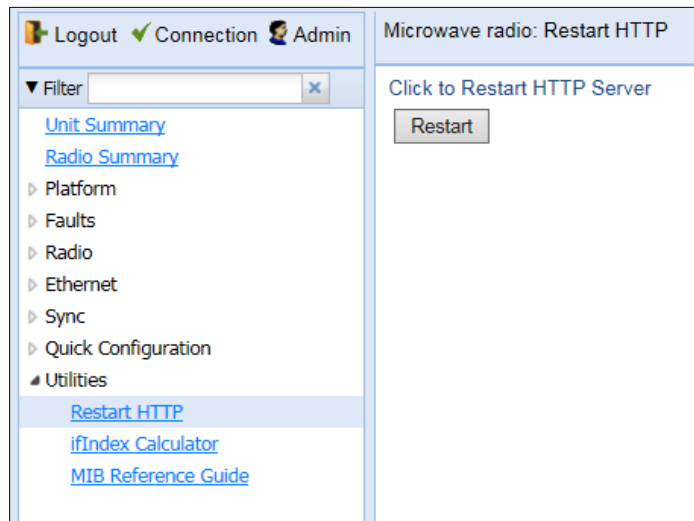 Logout Connection Admin
Filter
Unit Summary
Radio Summary
Platform
Faults
Radio
Ethernet
Sync
Quick Configuration
Utilities
Restart HTTP
ifIndex Calculator
MIB Reference Guide
Microwave radio: Restart HTTP
Click to Restart HTTP Server
Restart